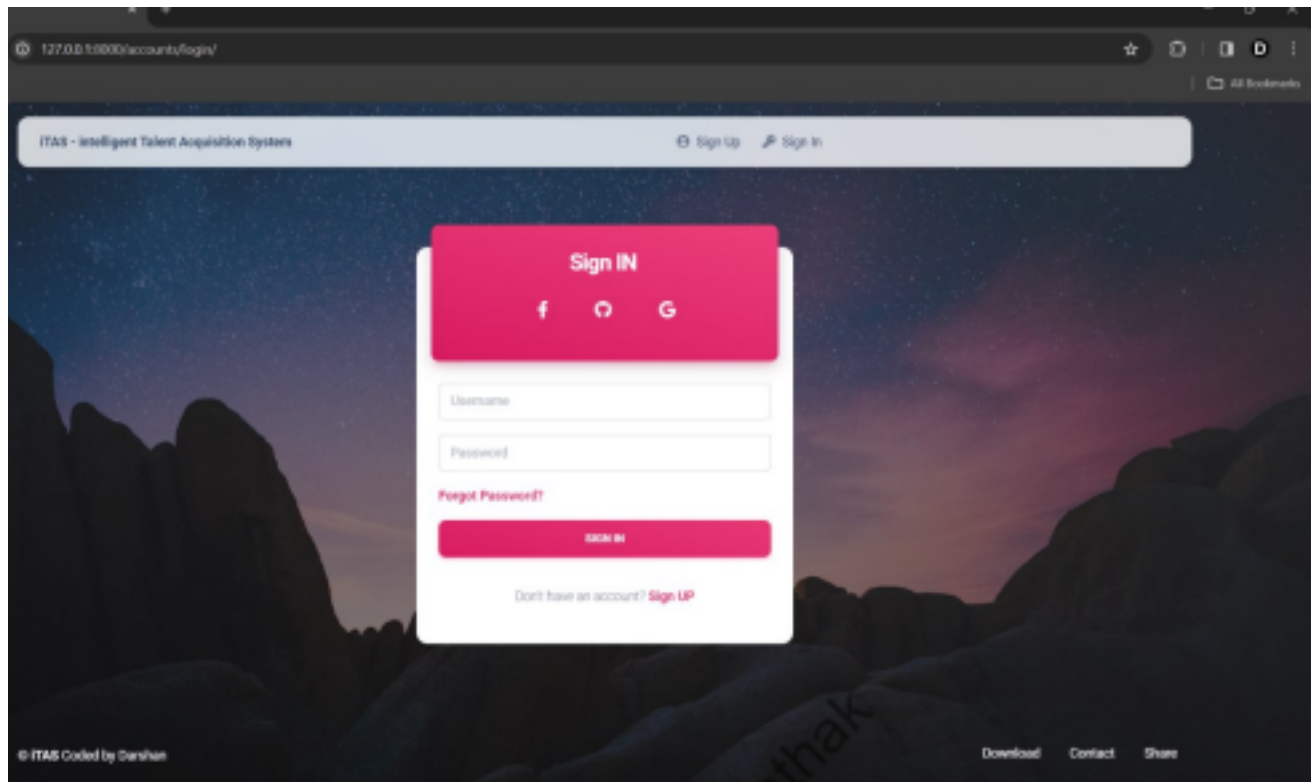 127.0.0.1:8000/accounts/login/
All Bookmarks
iTAS - Intelligent Talent Acquisition System
Sign Up
Sign In
Sign IN
Username
Password
Forgot Password?
SIGN IN
Don't have an account? Sign UP
© iTAS Coded by Darshan
Download
Contact
Share